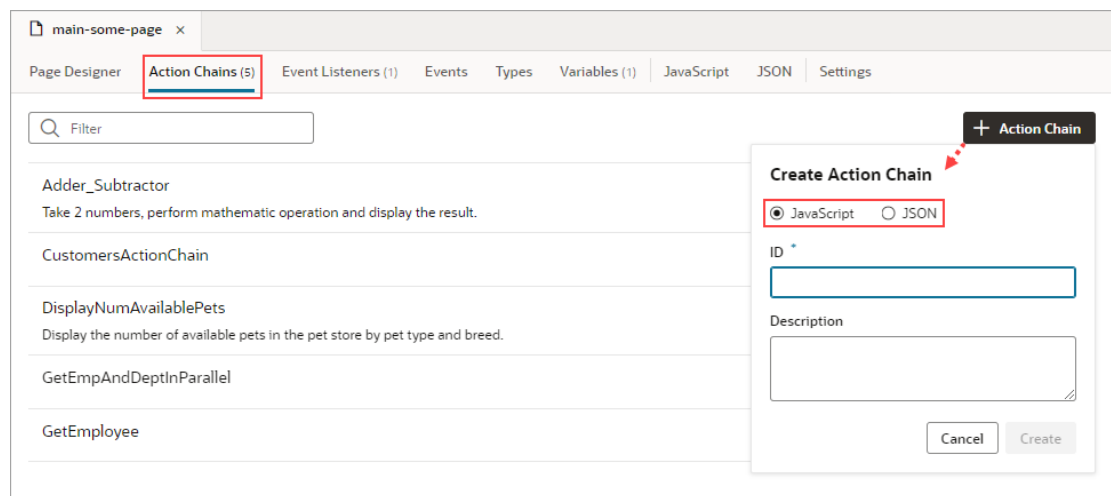 main-some-page ×
Page Designer Action Chains (5) Event Listeners (1) Events Types Variables (1) JavaScript JSON Settings
Filter
+ Action Chain
Adder_Subtractor
Take 2 numbers, perform mathematic operation and display the result.
CustomersActionChain
DisplayNumAvailablePets
Display the number of available pets in the pet store by pet type and breed.
GetEmpAndDeptInParallel
GetEmployee
Create Action Chain
JavaScript JSON
ID *
Description
Cancel Create